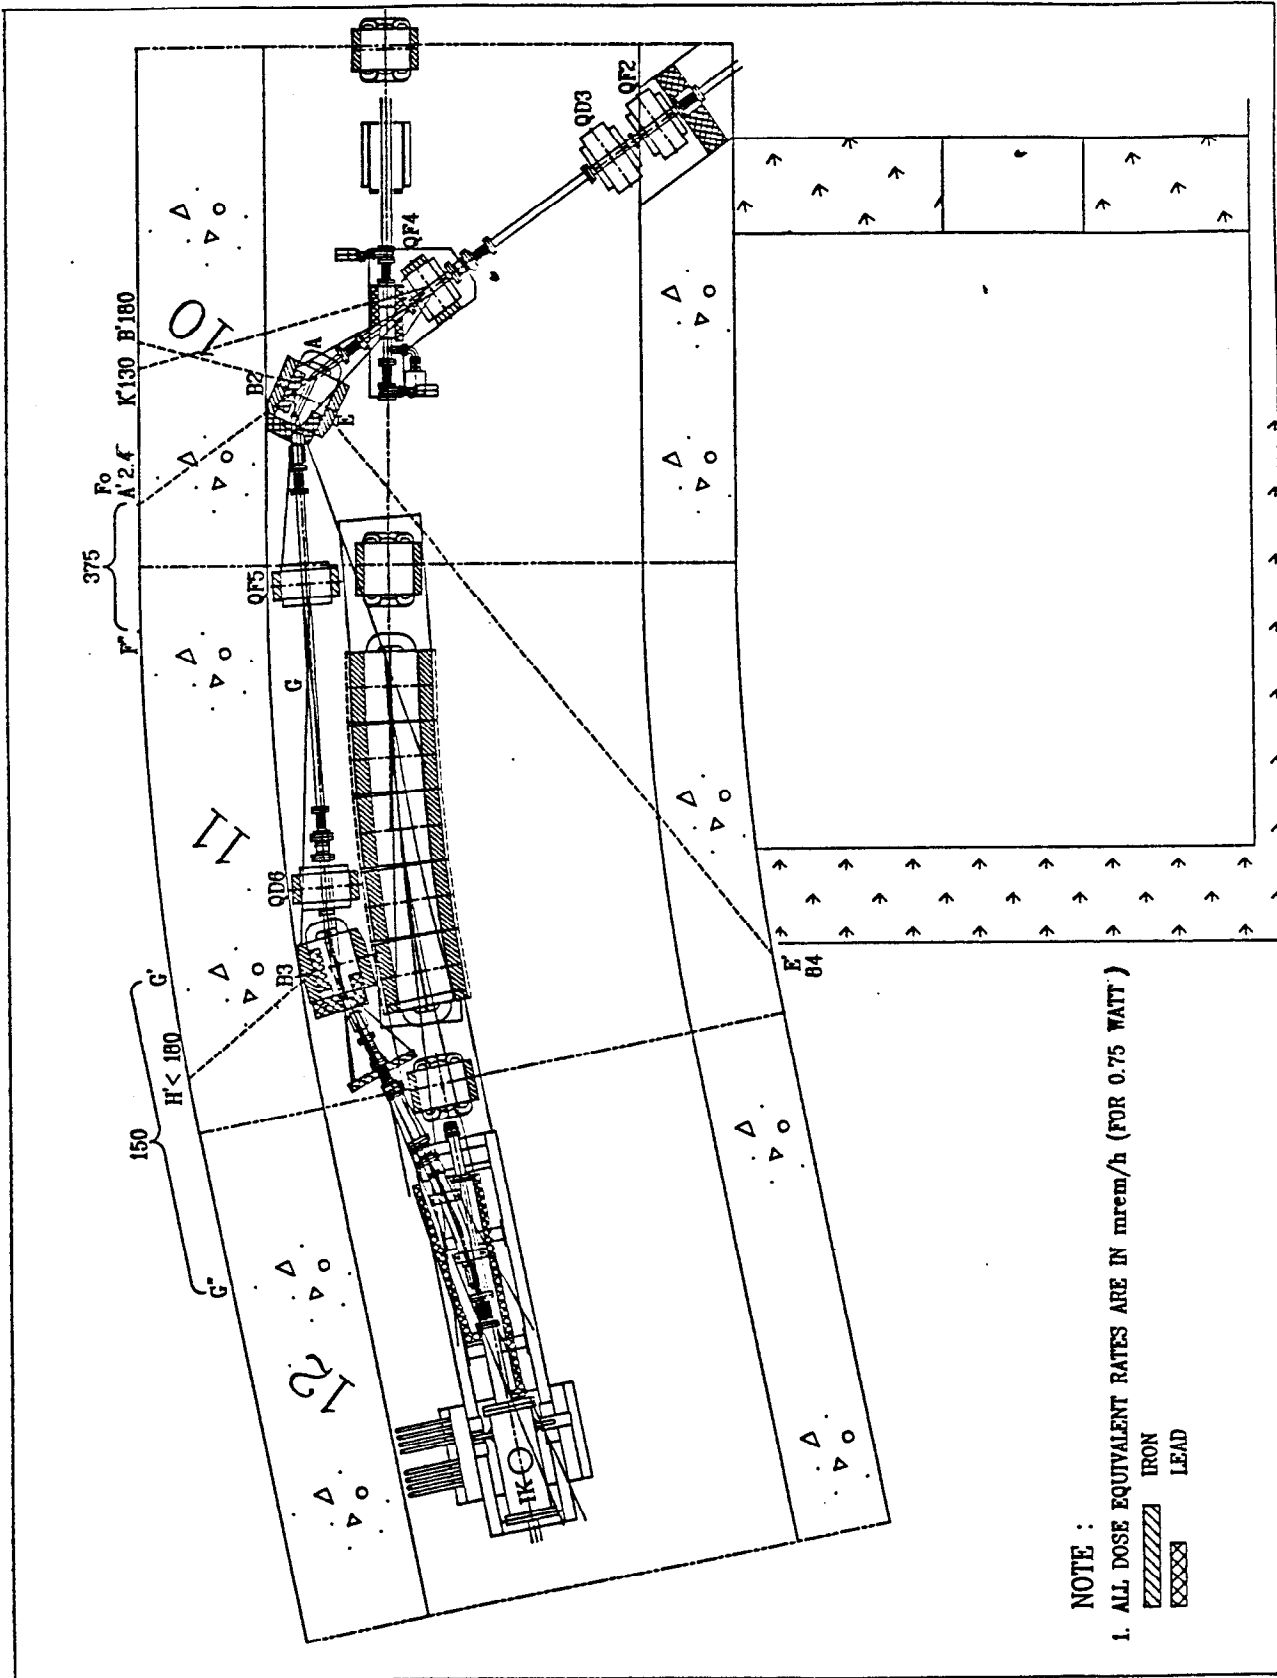 150
G"
G'
H' < 180
375
F"
Fo
A' 2.4
K'130
B'180
10
11
12
B2
A
E
QF4
QD3
QF2
QF5
G
QD6
B3
IK
E'
84
NOTE :
1. ALL DOSE EQUIVALENT RATES ARE IN mrem/h (FOR 0.75 WATT )
IRON
LEAD